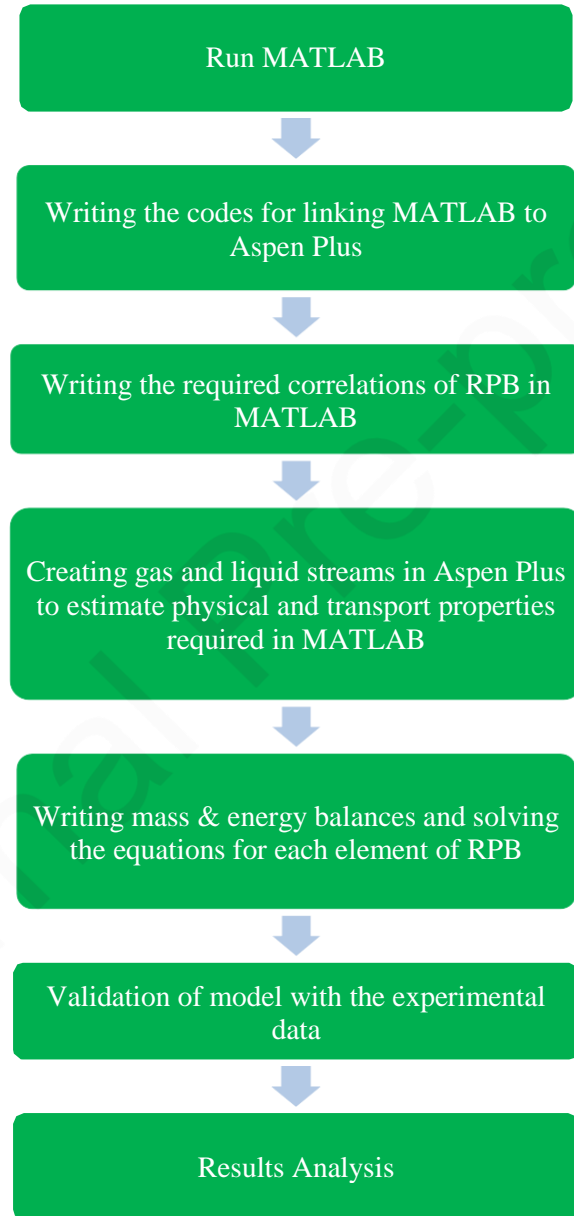 Run MATLAB
Writing the codes for linking MATLAB to
Aspen Plus
Writing the required correlations of RPB in
MATLAB
Creating gas and liquid streams in Aspen Plus
to estimate physical and transport properties
required in MATLAB
Writing mass & energy balances and solving
the equations for each element of RPB
Validation of model with the experimental
data
Results Analysis